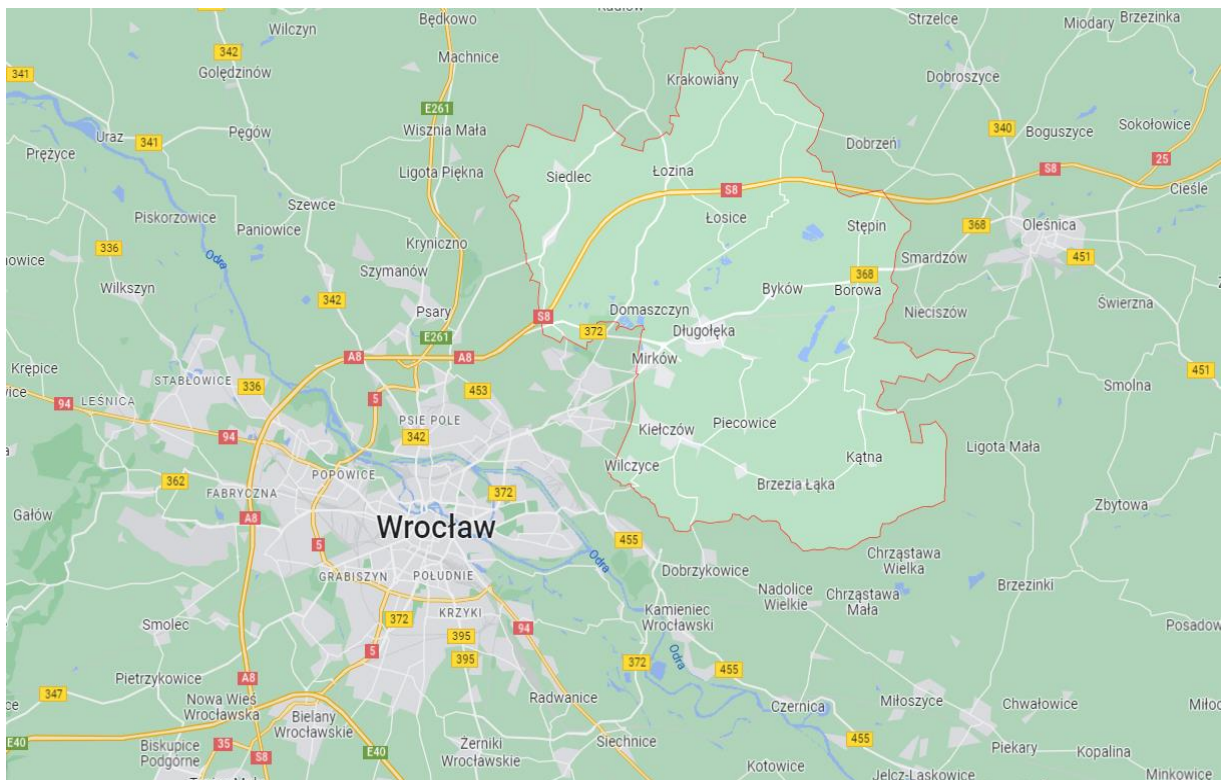 Będkowo
Strzelce
Brzezinka
Miodary
Wilczyn
342
Machnice
341
Golędzinów
Krakowiany
Dobroszyce
E261
Uraz
341
Pęgów
Wisznia Mała
340
Boguszyce
Sokołowice
Prężyce
Dobrzeń
25
Siedlec
Łozina
S8
S8
Ligota Piękna
Cieśle
Szewce
Piskorzowice
Paniowice
Łosice
Stępin
368
Oleśnica
336
Odra
Kryniczno
Smardzów
451
Szymanów
368
Wilkszyn
Byków
Borowa
342
Psary
Domaszczyn
Nieciszów
Świerzna
S8
372
Długołęka
E261
A8
A8
Mirków
Krępice
STABŁOWICE
336
5
453
451
Smolna
94
LEŚNICA
PSIE POLE
94
342
Kiełczów
Piecowice
Ligota Mała
POPOWICE
Wilczyce
Kątna
362
FABRYCZNA
372
Brzezia Łąka
Zbytowa
Gałów
A8
Wrocław
5
455
Odra
Chrząstawa
Wielka
GRABISZYN
POŁUDNIE
Dobrzykowice
Nadolice
Wielkie
Chrząstawa
Mała
Brzezinki
KRZYKI
Kamieniec
Wrocławski
Smolec
372
94
Posadow
395
5
395
372
Odra
455
Pietrzykowice
A8
347
Nowa Wieś
Wrocławska
Radwanice
Czernica
Miłoszyce
Chwałowice
Bielany
Wrocławskie
E40
35
Biskupice
Podgórne
S8
E40
Żerniki
Wrocławskie
Siechnice
455
Piekary
Kopalina
Kotowice
Jelcz-Laskowice
Minkowice